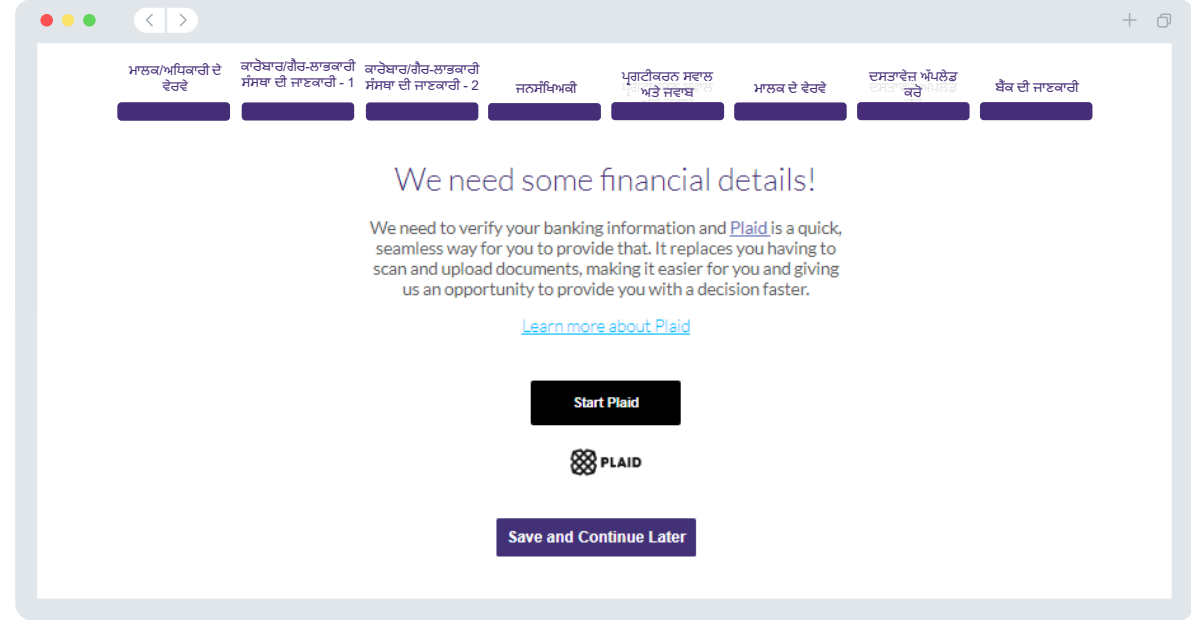 ਮਾਲਕ/ਅਧਿਕਾਰੀ ਦੇ
ਵੇਰਵੇ
ਕਾਰੋਬਾਰ/ਗੈਰ-ਲਾਭਕਾਰੀ
ਸੰਸਥਾ ਦੀ ਜਾਣਕਾਰੀ - 1
ਕਾਰੋਬਾਰ/ਗੈਰ-ਲਾਭਕਾਰੀ
ਸੰਸਥਾ ਦੀ ਜਾਣਕਾਰੀ - 2
ਜਨਸੰਖਿਅਕੀ
ਪ੍ਰਗਟੀਕਰਨ ਸਵਾਲ
ਅਤੇ ਜਵਾਬ
ਮਾਲਕ ਦੇ ਵੇਰਵੇ
ਦਸਤਾਵੇਜ਼ ਅੱਪਲੋਡ
ਕਰੋ
ਬੈਂਕ ਦੀ ਜਾਣਕਾਰੀ
We need some financial details!
We need to verify your banking information and Plaid is a quick,
seamless way for you to provide that. It replaces you having to
scan and upload documents, making it easier for you and giving
us an opportunity to provide you with a decision faster.
Learn more about Plaid
Start Plaid
PLAID
Save and Continue Later